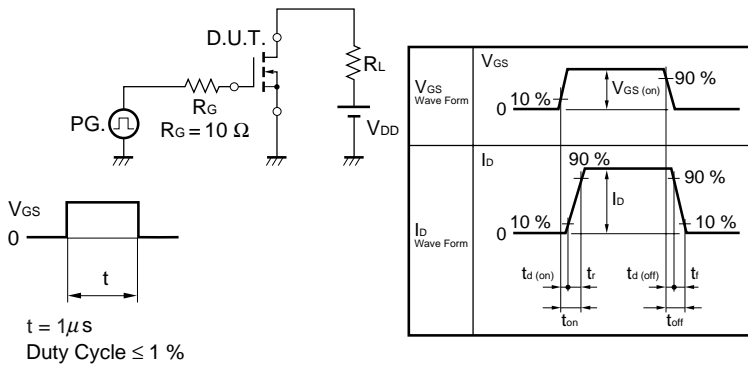 D.U.T.
RL
RG
RG = 10 Ω
PG.
VDD
VGS
0
t
t = 1μs
Duty Cycle ≤ 1 %
VGS
Wave Form
VGS
10 %
0
VGS (on)
90 %
ID
Wave Form
ID
90 %
90 %
ID
10 %
10 %
0
td (on)
tr
td (off)
tf
ton
toff